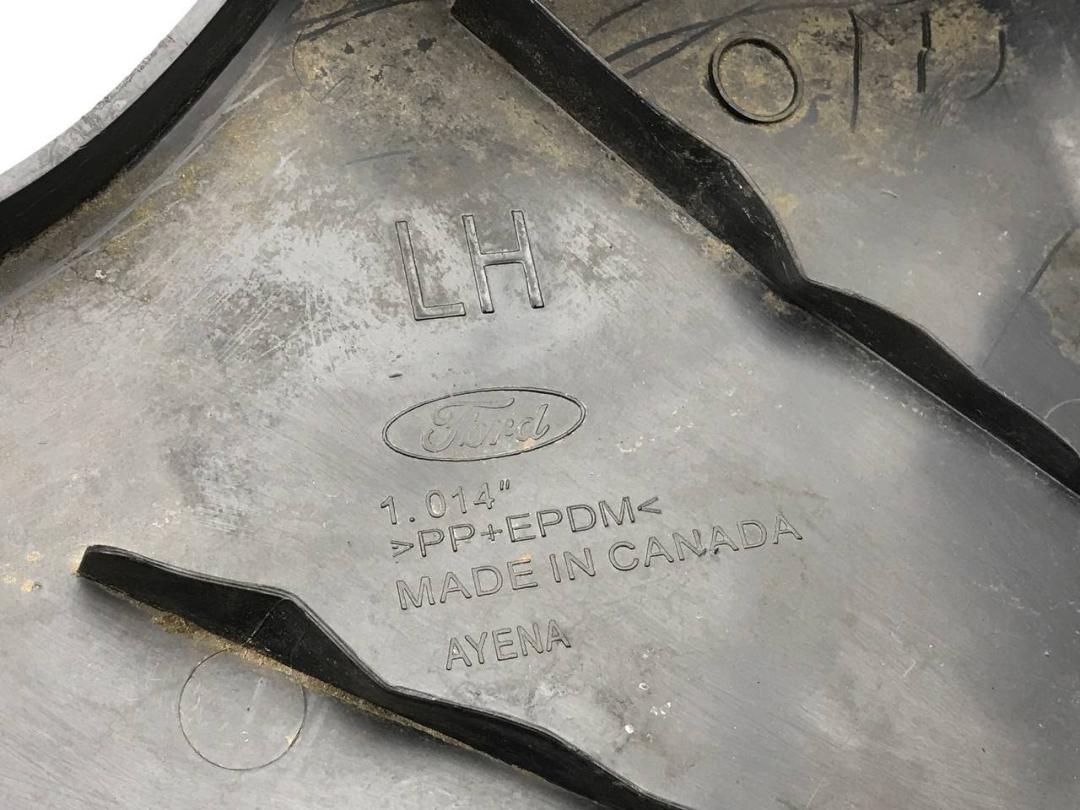 LH
Ford
1.014"
>PP+EPDM<
MADE IN CANADA
AYENA